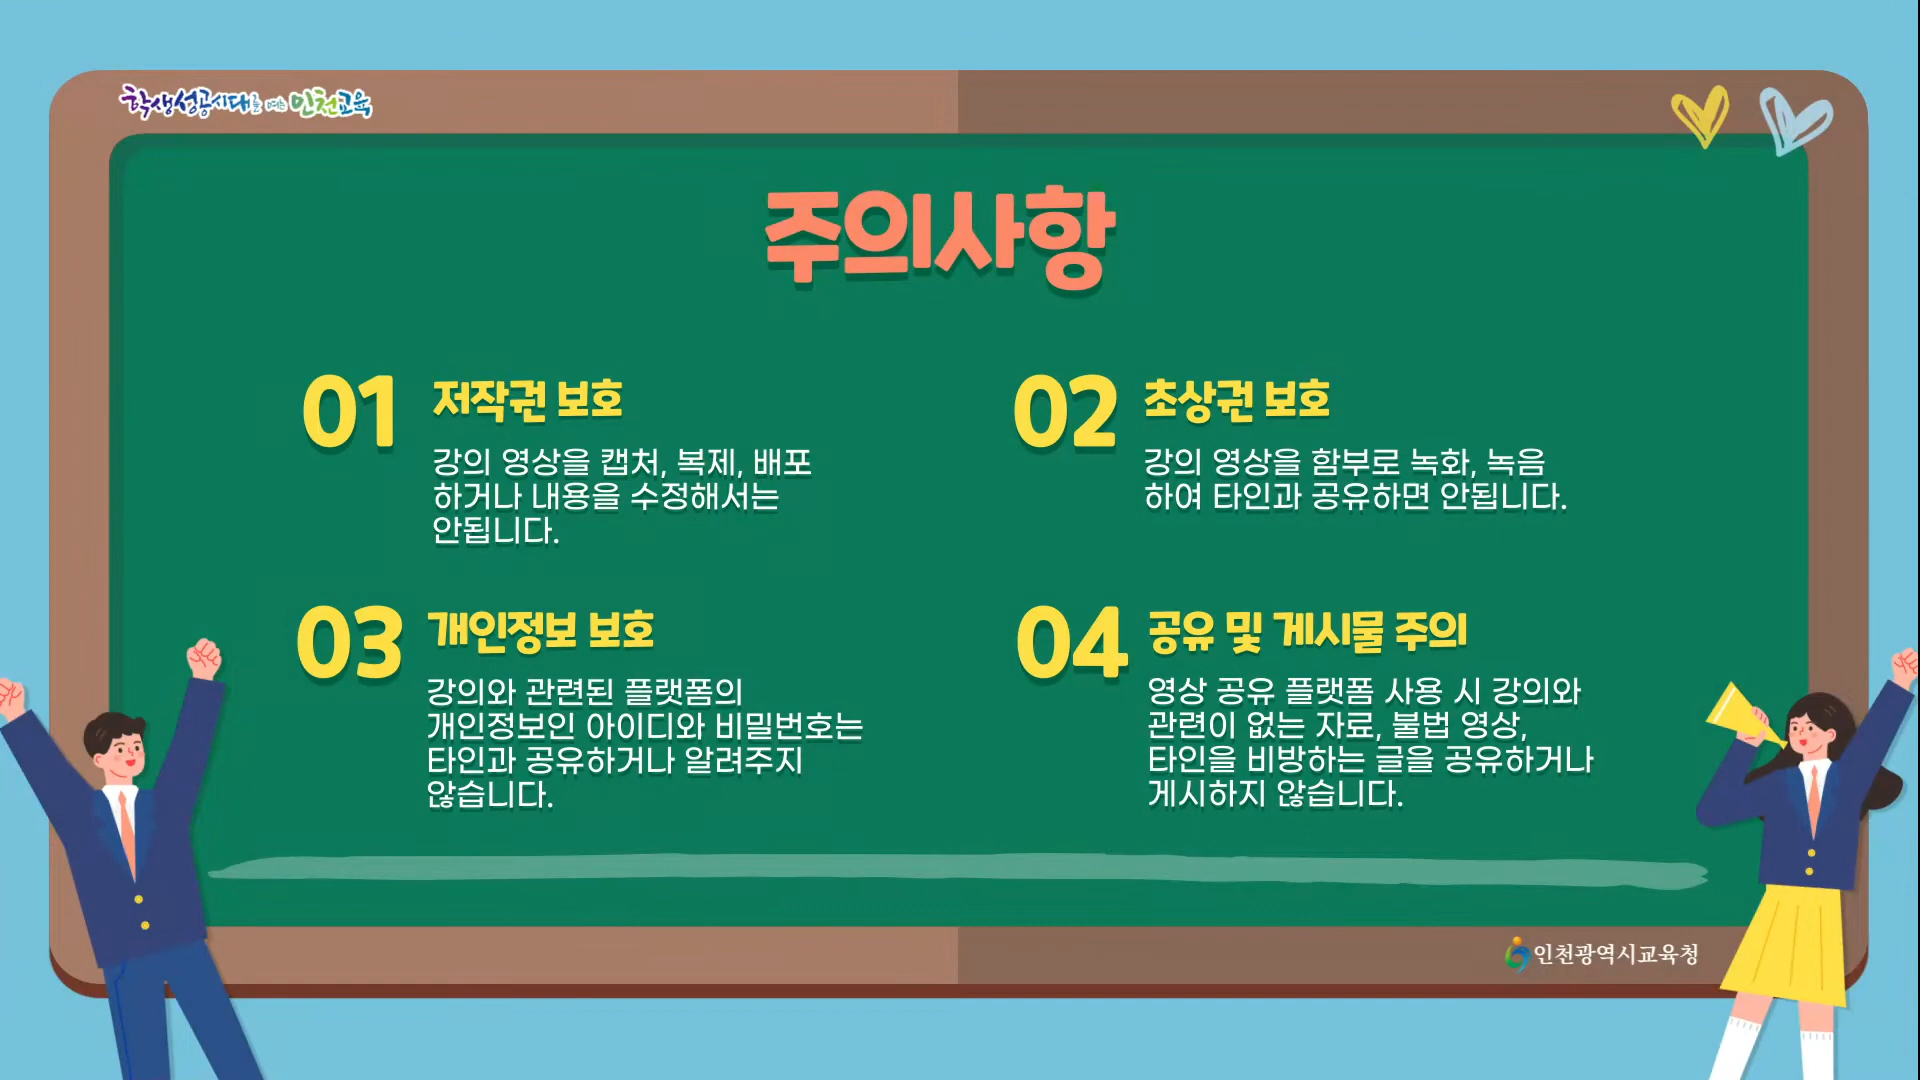 학생성공시대를 여는 인천교육
주의사항
01 저작권 보호
강의 영상을 캡처, 복제, 배포
하거나 내용을 수정해서는
안됩니다.
02 초상권 보호
강의 영상을 함부로 녹화, 녹음
하여 타인과 공유하면 안됩니다.
03 개인정보 보호
강의와 관련된 플랫폼의
개인정보인 아이디와 비밀번호는
타인과 공유하거나 알려주지
않습니다.
04 공유 및 게시물 주의
영상 공유 플랫폼 사용 시 강의와
관련이 없는 자료, 불법 영상,
타인을 비방하는 글을 공유하거나
게시하지 않습니다.
인천광역시교육청